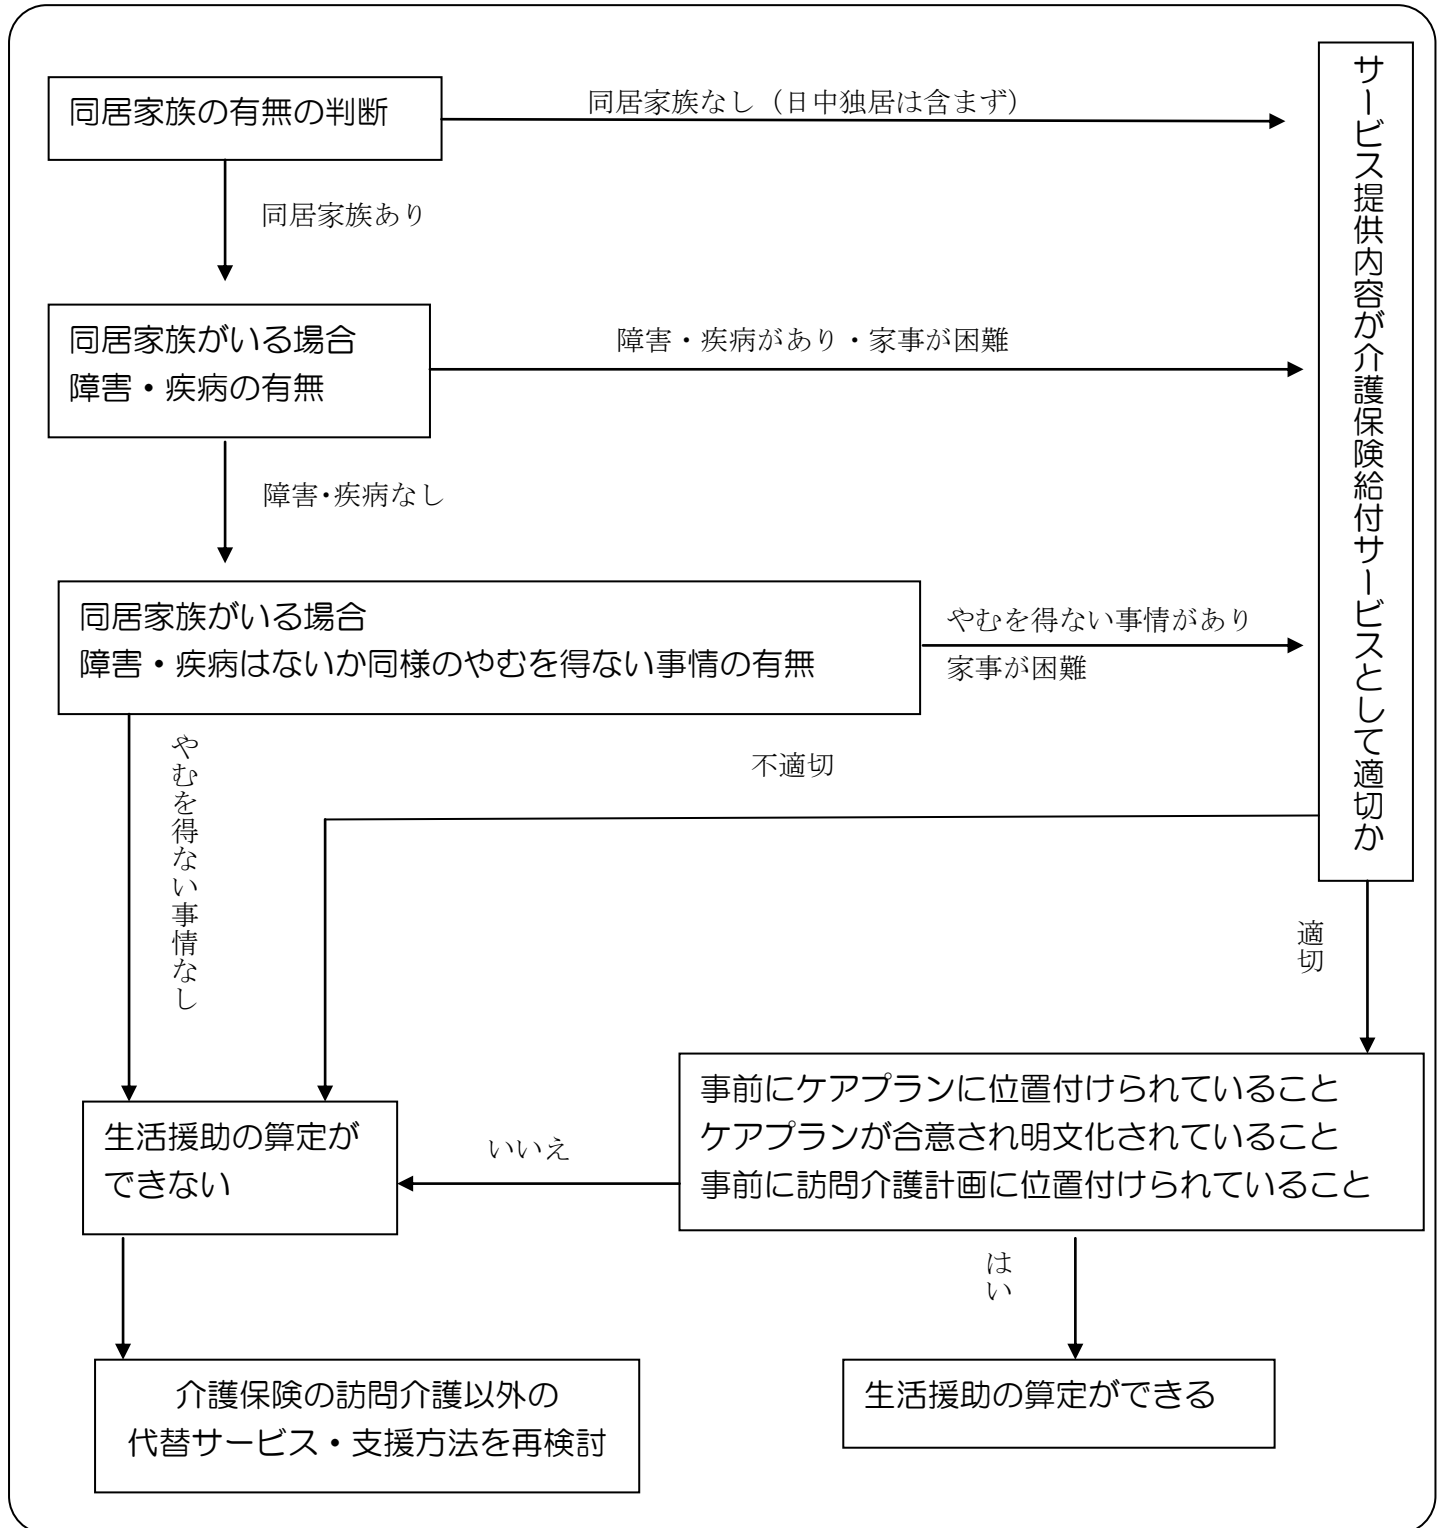 同居家族の有無の判断
同居家族なし（日中独居は含まず）
サービス提供内容が介護保険給付サービスとして適切か
同居家族あり
同居家族がいる場合
障害・疾病の有無
障害・疾病があり・家事が困難
障害・疾病なし
同居家族がいる場合
障害・疾病はないか同様のやむを得ない事情の有無
やむを得ない事情があり
家事が困難
やむを得ない事情なし
不適切
適切
事前にケアプランに位置付けられていること
ケアプランが合意され明文化されていること
事前に訪問介護計画に位置付けられていること
いいえ
生活援助の算定が
できない
はい
介護保険の訪問介護以外の
代替サービス・支援方法を再検討
生活援助の算定ができる